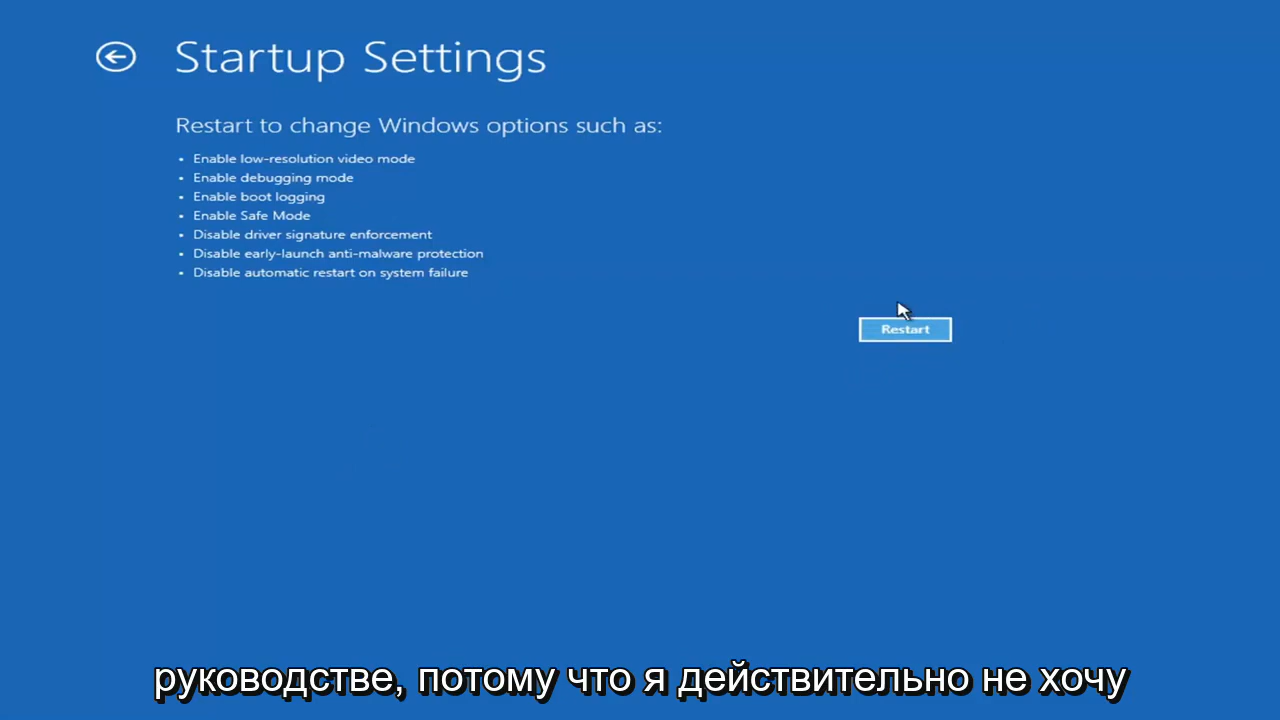 Startup Settings
Restart to change Windows options such as:
• Enable low-resolution video mode
• Enable debugging mode
• Enable boot logging
• Enable Safe Mode
• Disable driver signature enforcement
• Disable early-launch anti-malware protection
• Disable automatic restart on system failure
Restart
руководстве, потому что я действительно не хочу